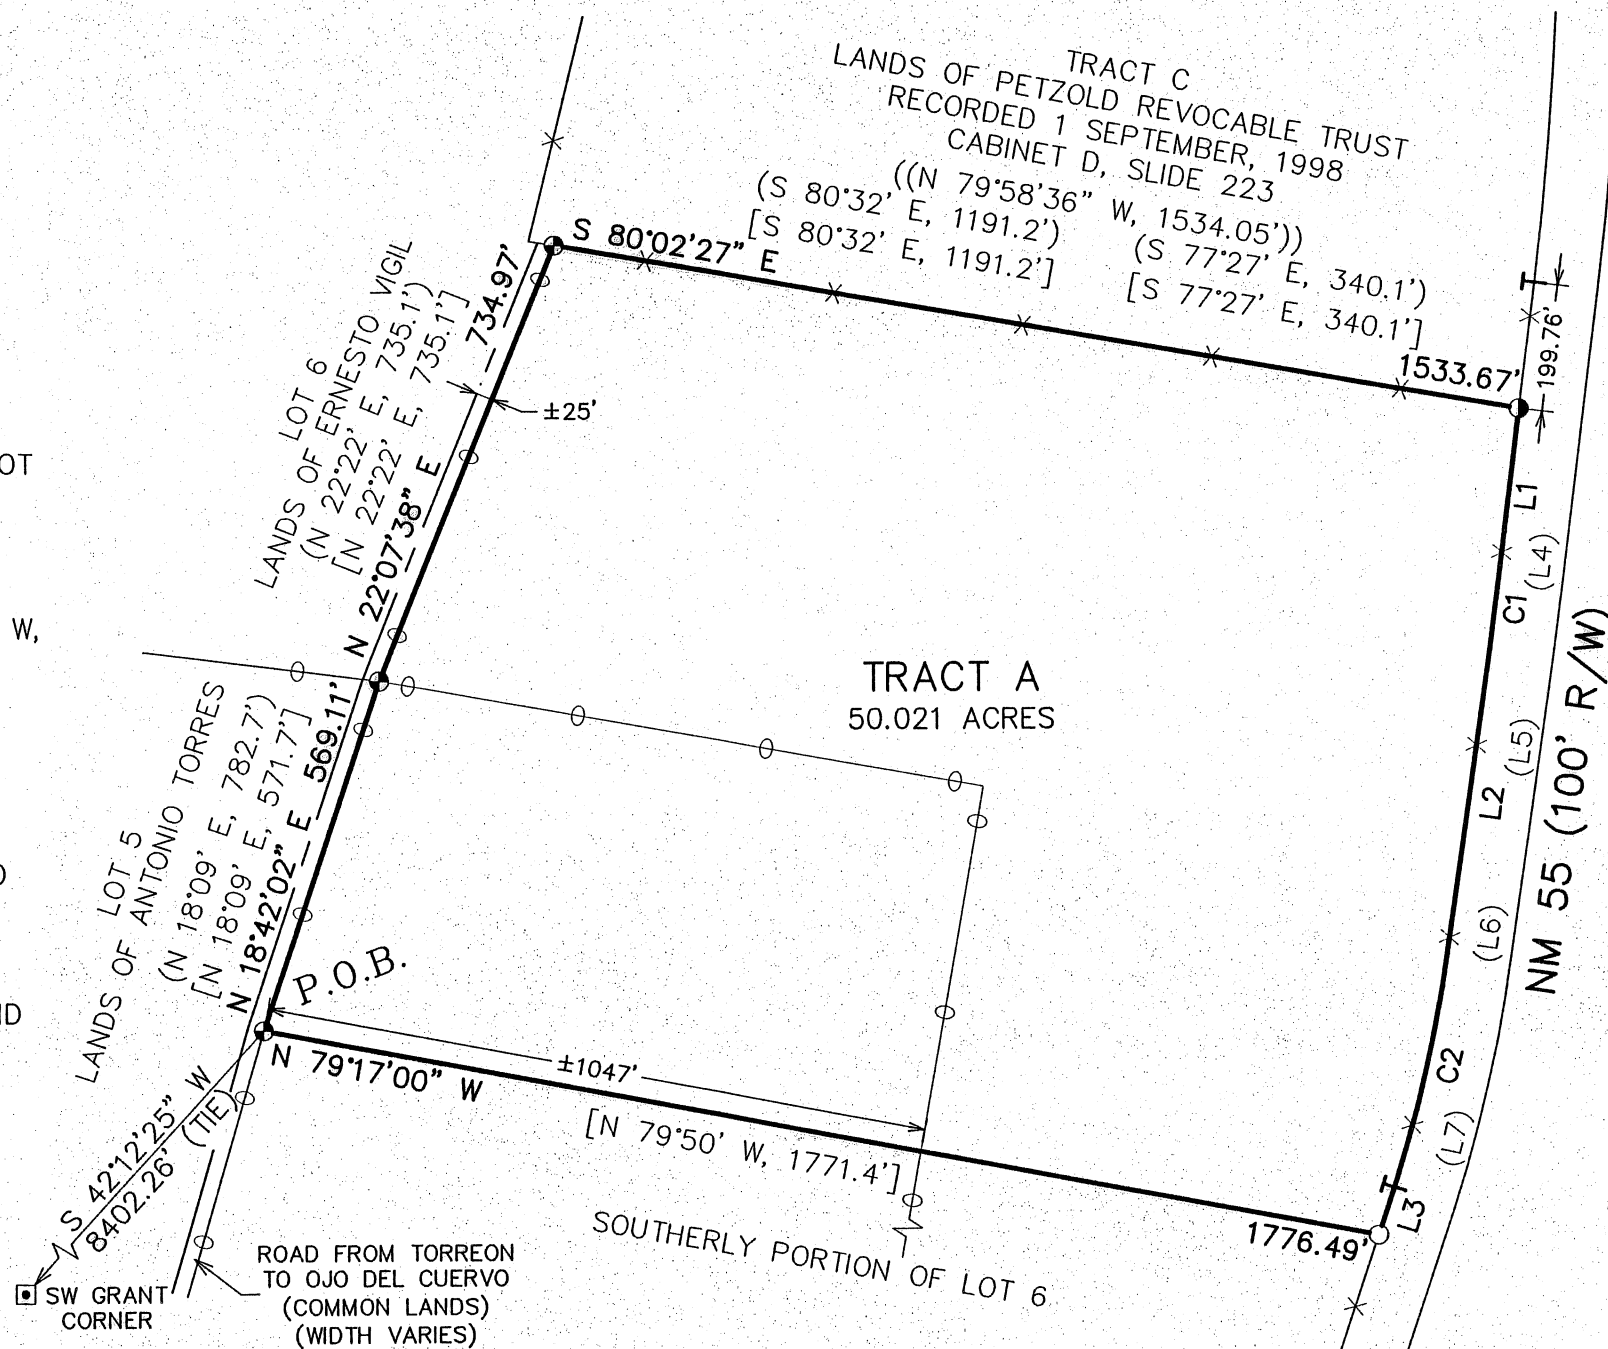 TRACT C
LANDS OF PETZOLD REVOCABLE TRUST
RECORDED 1 SEPTEMBER, 1998
CABINET D, SLIDE 223
((N 79°58'36" W, 1534.05'))
(S 80°32' E, 1191.2')
[S 80°32' E, 1191.2']
(S 77°27' E, 340.1')
[S 77°27' E, 340.1']
S 80°02'27" E
1533.67'
199.76'
LOT 6
LANDS OF ERNESTO VIGIL
(N 22°22' E, 735.1')
[N 22°22' E, 735.1']
N 22°07'38" E
734.97'
±25'
OT
W,
D
ND
TRACT A
50.021 ACRES
L1
(L4)
C1
(L5)
L2
(L6)
C2
(L7)
L3
NM 55 (100' R/W)
LOT 5
LANDS OF ANTONIO TORRES
(N 18°09' E, 782.7')
[N 18°09' E, 571.7']
N 18°42'02" E 569.11'
P.O.B.
±1047'
N 79°17'00" W
[N 79°50' W, 1771.4']
1776.49'
SOUTHERLY PORTION OF LOT 6
S 42°12'25" W
8402.26' (TIE)
SW GRANT
CORNER
ROAD FROM TORREON
TO OJO DEL CUERVO
(COMMON LANDS)
(WIDTH VARIES)